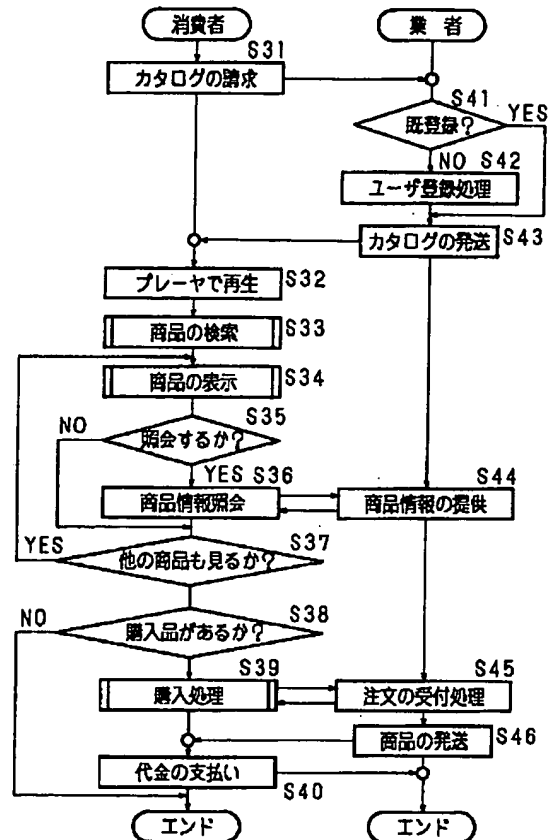 消費者
業者
S31
カタログの請求
S41
既登録?
YES
NO S42
ユーザ登録処理
カタログの発送
S43
プレーヤで再生
S32
商品の検索
S33
商品の表示
S34
S35
NO
照会するか?
YES S36
S44
商品情報照会
商品情報の提供
YES
S37
他の商品も見るか?
NO
S38
購入品があるか?
S39
S45
購入処理
注文の受付処理
商品の発送
S46
代金の支払い
S40
エンド
エンド